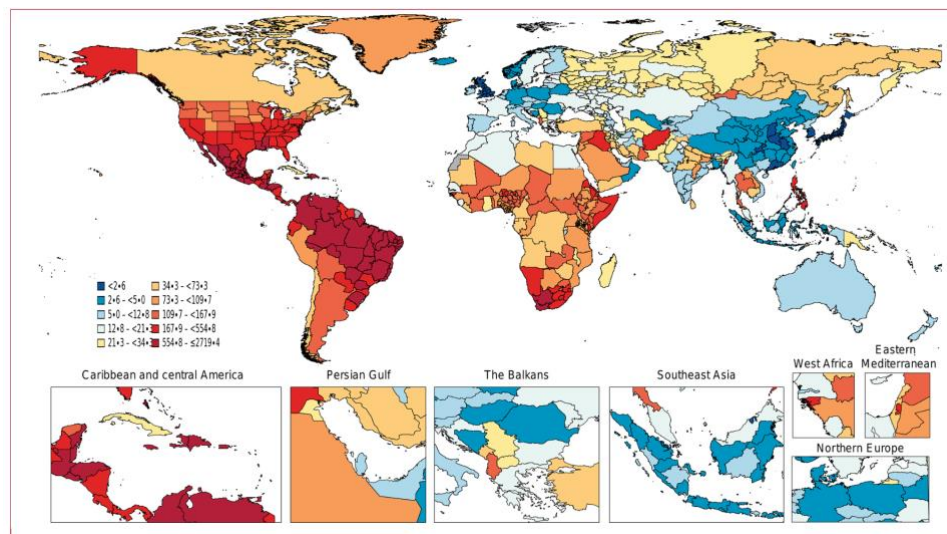 <2•6
2•6 – <5•0
5•0 – <12•8
12•8 – <21•3
21•3 – <34•3
34•3 – <73•3
73•3 – <109•7
109•7 – <167•9
167•9 – <554•8
554•8 – ≤2719•4
Caribbean and central America
Persian Gulf
The Balkans
Southeast Asia
West Africa
Eastern
Mediterranean
Northern Europe